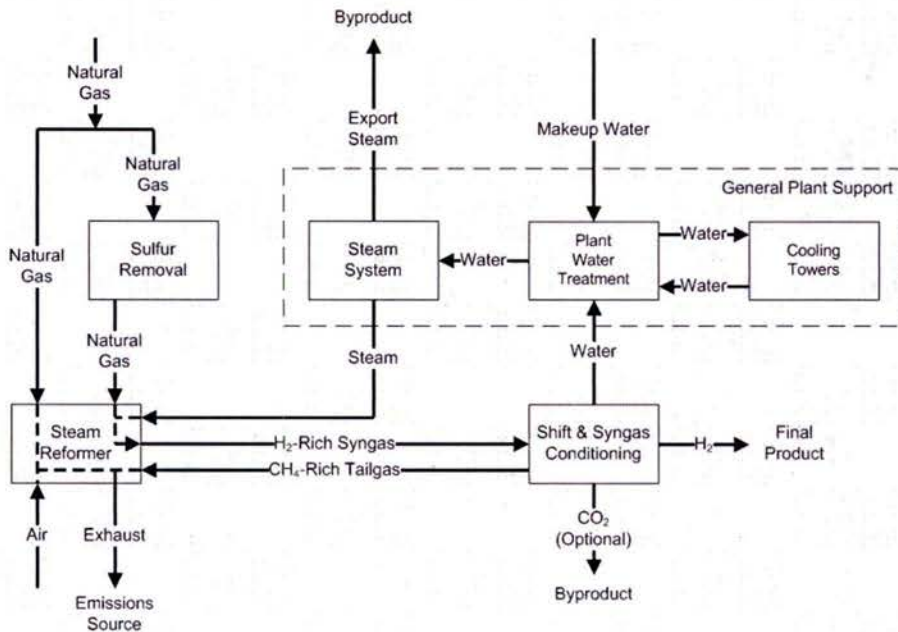 Byproduct
Natural
Gas
Export
Steam
Makeup Water
Natural
Gas
General Plant Support
Natural
Gas
Sulfur
Removal
Steam
System
Water
Plant
Water
Treatment
Water
Water
Cooling
Towers
Natural
Gas
Steam
Water
Steam
Reformer
H₂-Rich Syngas
CH₄-Rich Tailgas
Shift & Syngas
Conditioning
H₂
Final
Product
Air
Exhaust
CO₂
(Optional)
Emissions
Source
Byproduct